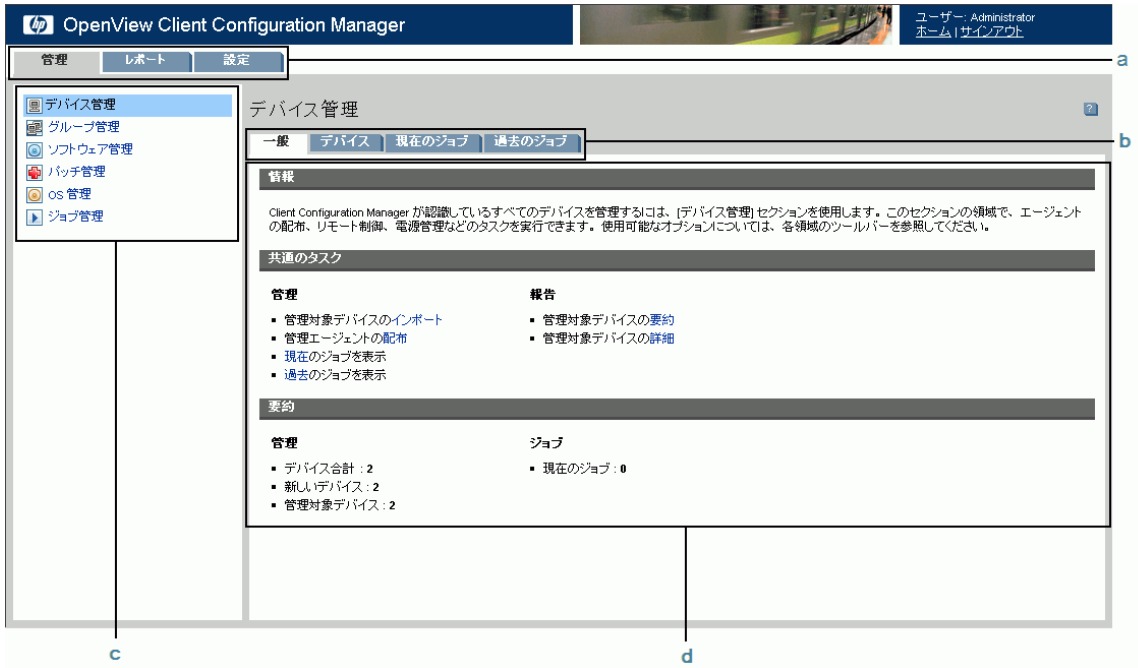 OpenView Client Configuration Manager
ユーザー: Administrator
ホーム | サインアウト
管理 レポート 設定
a
デバイス管理
グループ管理
ソフトウェア管理
パッチ管理
OS 管理
ジョブ管理
デバイス管理
一般 デバイス 現在のジョブ 過去のジョブ
b
情報
Client Configuration Manager が認識しているすべてのデバイスを管理するには、[デバイス管理] セクションを使用します。このセクションの領域で、エージェント
の配布、リモート制御、電源管理などのタスクを実行できます。使用可能なオプションについては、各領域のツールバーを参照してください。
共通のタスク
管理
▪ 管理対象デバイスのインポート
▪ 管理エージェントの配布
▪ 現在のジョブを表示
▪ 過去のジョブを表示
報告
▪ 管理対象デバイスの要約
▪ 管理対象デバイスの詳細
要約
管理
▪ デバイス合計 : 2
▪ 新しいデバイス : 2
▪ 管理対象デバイス : 2
ジョブ
▪ 現在のジョブ : 0
c
d